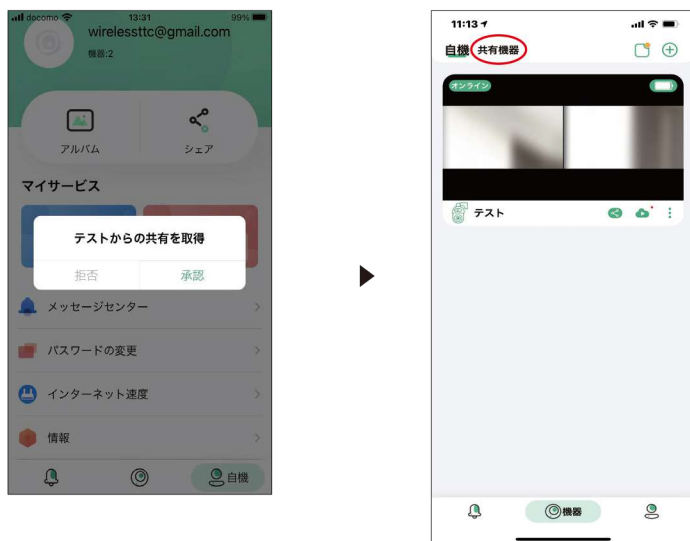 docomo 13:31 99%
wirelessttc@gmail.com
機器:2
アルバム シェア
マイサービス
テストからの共有を取得
拒否 承認
メッセージセンター
パスワードの変更
インターネット速度
情報
自機
11:13
自機 共有機器
オンライン
テスト
機器